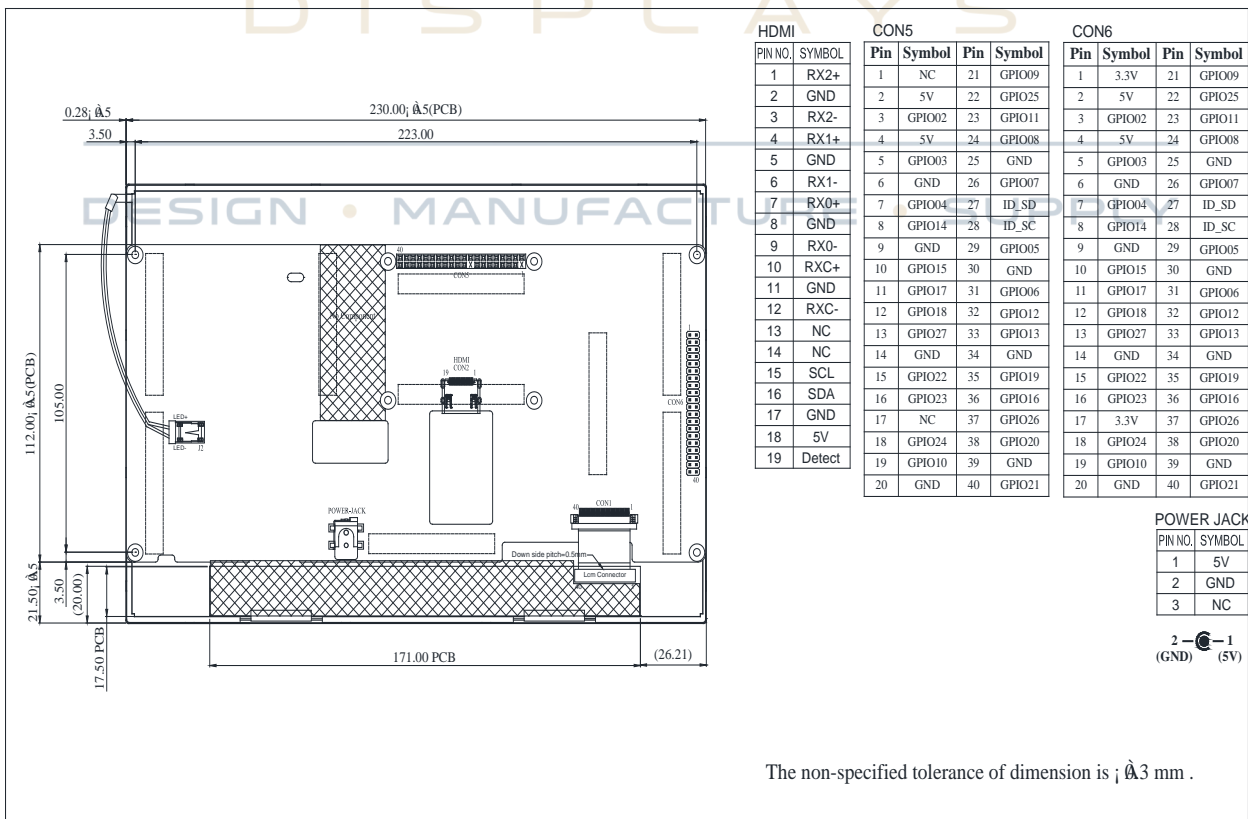 DISPLAYS
DESIGN • MANUFACTURE • SUPPLY
0.28¡À0.5
230.00¡À0.5(PCB)
3.50
223.00
112.00¡À0.5(PCB)
105.00
21.50¡À0.5
3.50
(20.00)
17.50 PCB
171.00 PCB
(26.21)
40
CON5
1
No Component
HDMI
CON2
19 1
1
CON6
40
LED+
LED-
J2
POWER-JACK
CON1
40 1
Down side pitch=0.5mm
Lcm Connector
HDMI
PIN NO. SYMBOL
1 RX2+
2 GND
3 RX2-
4 RX1+
5 GND
6 RX1-
7 RX0+
8 GND
9 RX0-
10 RXC+
11 GND
12 RXC-
13 NC
14 NC
15 SCL
16 SDA
17 GND
18 5V
19 Detect
CON5
Pin Symbol Pin Symbol
1 NC 21 GPIO09
2 5V 22 GPIO25
3 GPIO02 23 GPIO11
4 5V 24 GPIO08
5 GPIO03 25 GND
6 GND 26 GPIO07
7 GPIO04 27 ID_SD
8 GPIO14 28 ID_SC
9 GND 29 GPIO05
10 GPIO15 30 GND
11 GPIO17 31 GPIO06
12 GPIO18 32 GPIO12
13 GPIO27 33 GPIO13
14 GND 34 GND
15 GPIO22 35 GPIO19
16 GPIO23 36 GPIO16
17 NC 37 GPIO26
18 GPIO24 38 GPIO20
19 GPIO10 39 GND
20 GND 40 GPIO21
CON6
Pin Symbol Pin Symbol
1 3.3V 21 GPIO09
2 5V 22 GPIO25
3 GPIO02 23 GPIO11
4 5V 24 GPIO08
5 GPIO03 25 GND
6 GND 26 GPIO07
7 GPIO04 27 ID_SD
8 GPIO14 28 ID_SC
9 GND 29 GPIO05
10 GPIO15 30 GND
11 GPIO17 31 GPIO06
12 GPIO18 32 GPIO12
13 GPIO27 33 GPIO13
14 GND 34 GND
15 GPIO22 35 GPIO19
16 GPIO23 36 GPIO16
17 3.3V 37 GPIO26
18 GPIO24 38 GPIO20
19 GPIO10 39 GND
20 GND 40 GPIO21
POWER JACK
PIN NO. SYMBOL
1 5V
2 GND
3 NC
2 1
(GND) (5V)
The non-specified tolerance of dimension is ¡À0.3 mm .